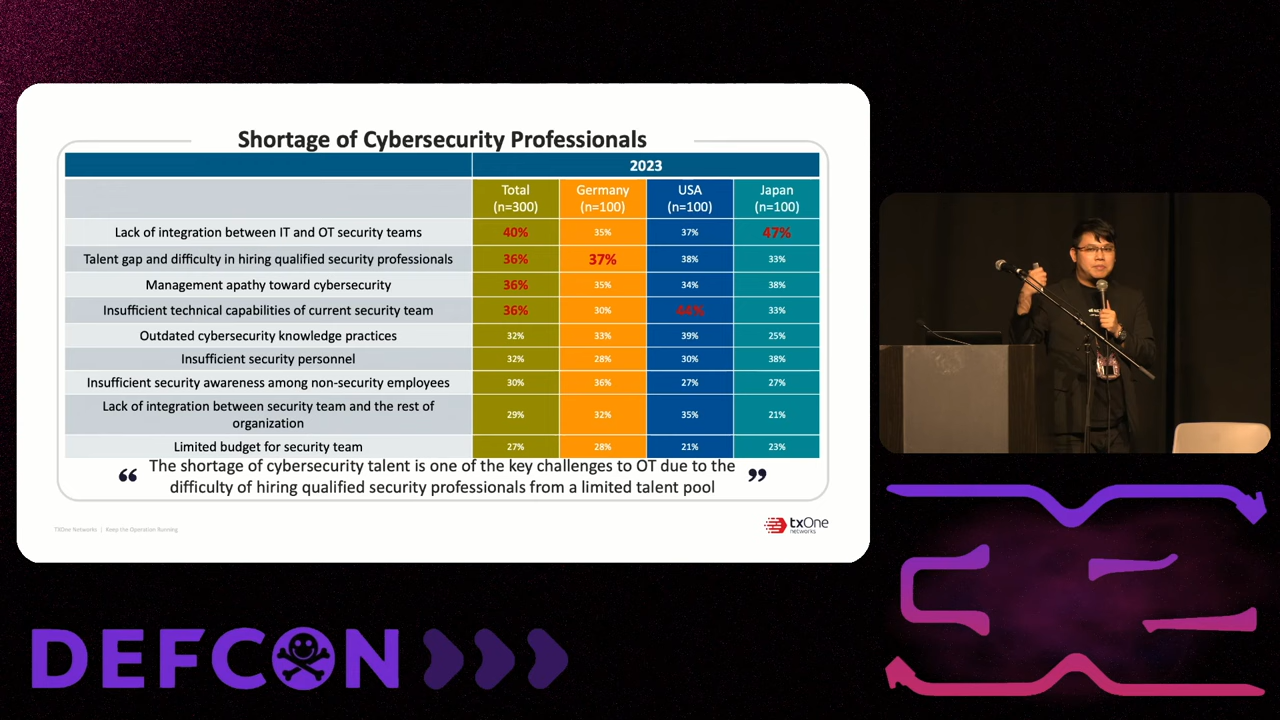 Shortage of Cybersecurity Professionals
2023
Total Germany USA Japan
(n=300) (n=100) (n=100) (n=100)
Lack of integration between IT and OT security teams 40% 35% 37% 47%
Talent gap and difficulty in hiring qualified security professionals 36% 37% 38% 33%
Management apathy toward cybersecurity 36% 35% 34% 38%
Insufficient technical capabilities of current security team 36% 30% 44% 33%
Outdated cybersecurity knowledge practices 32% 33% 39% 25%
Insufficient security personnel 32% 28% 30% 38%
Insufficient security awareness among non-security employees 30% 36% 27% 27%
Lack of integration between security team and the rest of
organization 29% 32% 35% 21%
Limited budget for security team 27% 28% 21% 23%
“ The shortage of cybersecurity talent is one of the key challenges to OT due to the
difficulty of hiring qualified security professionals from a limited talent pool ”
TXOne Networks | Keep the Operation Running
txOne
networks
DEFCON